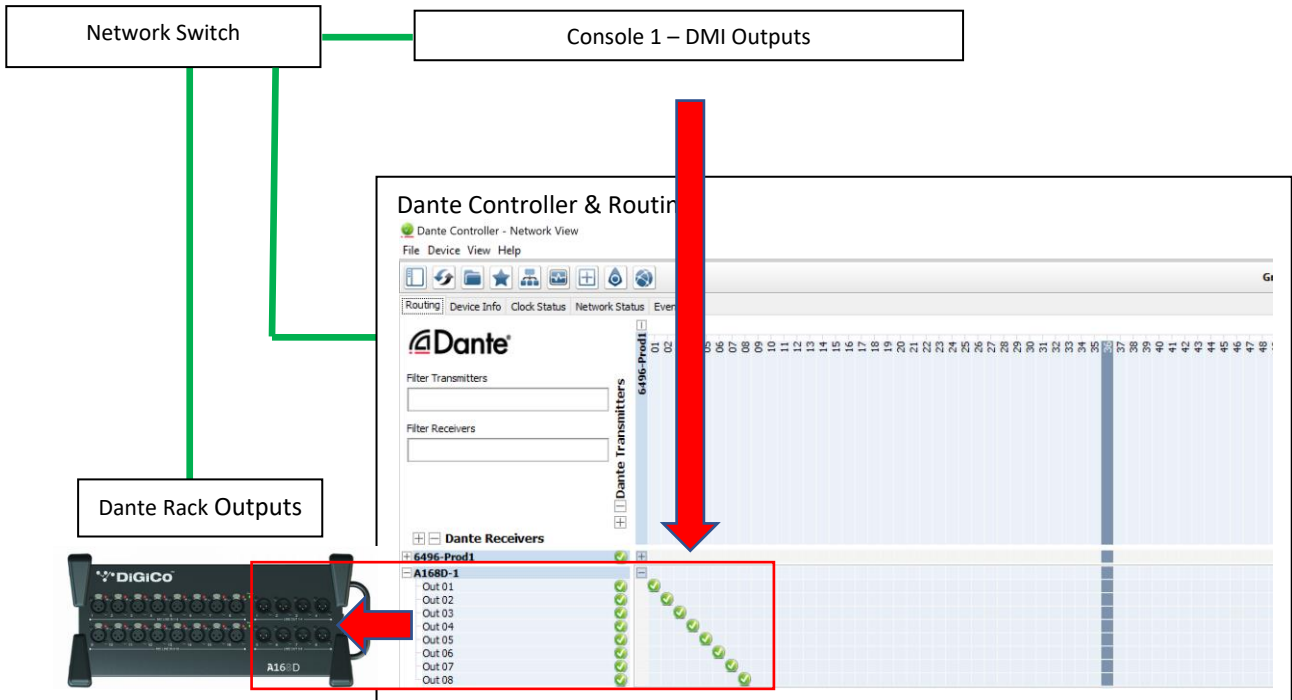 Network Switch
Console 1 – DMI Outputs
Dante Controller & Routin
Dante Controller - Network View
File Device View Help
Routing Device Info Clock Status Network Status Even
Dante
Filter Transmitters
Filter Receivers
Dante Transmitters
6496-Prod1
01 02 05 06 07 08 09 10 11 12 13 14 15 16 17 18 19 20 21 22 23 24 25 26 27 28 29 30 31 32 33 34 35 36 37 38 39 40 41 42 43 44 45 46 47 48
Dante Receivers
6496-Prod1
A168D-1
Out 01
Out 02
Out 03
Out 04
Out 05
Out 06
Out 07
Out 08
Dante Rack Outputs
DiGiCo
A168D